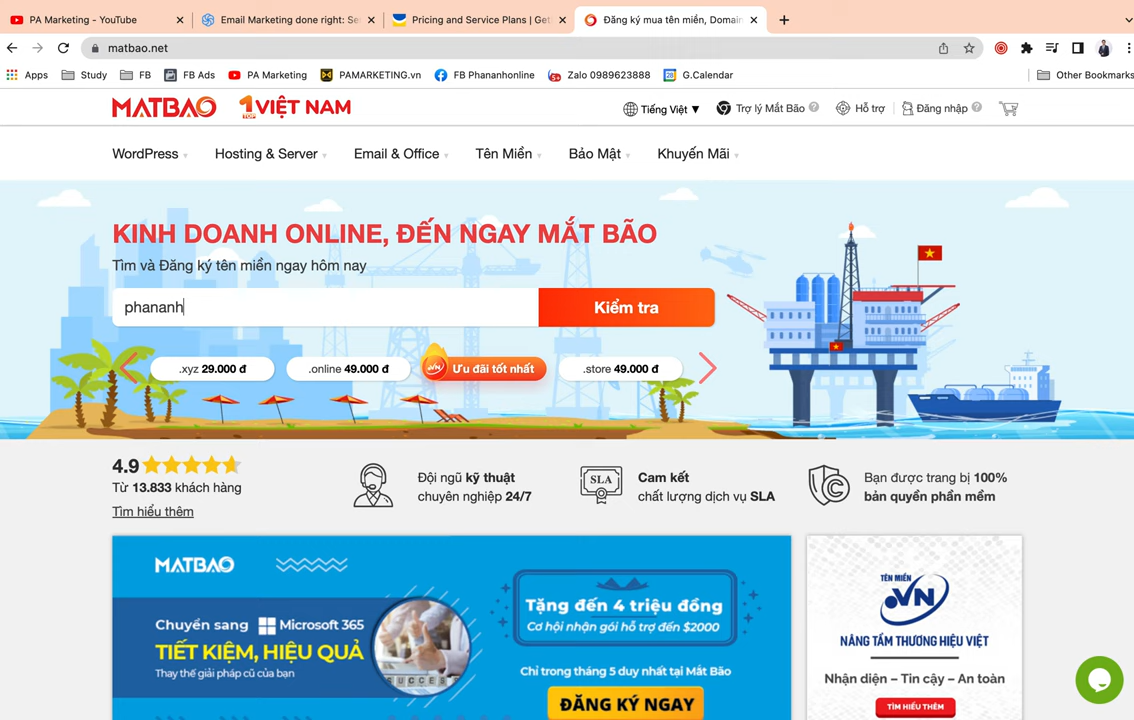 PA Marketing - YouTube
Email Marketing done right: Se
Pricing and Service Plans | Get
Đăng ký mua tên miền, Domain
matbao.net
Apps
Study
FB
FB Ads
PA Marketing
PAMARKETING.vn
FB Phananhonline
Zalo 0989623888
G.Calendar
Other Bookmarks
MATBAO
1 VIỆT NAM
TOP
Tiếng Việt ▼
Trợ lý Mắt Bão
Hỗ trợ
Đăng nhập
WordPress
Hosting & Server
Email & Office
Tên Miền
Bảo Mật
Khuyến Mãi
KINH DOANH ONLINE, ĐẾN NGAY MẮT BÃO
Tìm và Đăng ký tên miền ngay hôm nay
phananh
Kiểm tra
.xyz 29.000 đ
.online 49.000 đ
.VN
Ưu đãi tốt nhất
.store 49.000 đ
4.9
Từ 13.833 khách hàng
Tìm hiểu thêm
Đội ngũ kỹ thuật
chuyên nghiệp 24/7
SLA
Cam kết
chất lượng dịch vụ SLA
Bạn được trang bị 100%
bản quyền phần mềm
MATBAO
Chuyển sang Microsoft 365
TIẾT KIỆM, HIỆU QUẢ
Thay thế giải pháp cũ của bạn
SUCCESS
Tặng đến 4 triệu đồng
Cơ hội nhận gói hỗ trợ đến $2000
Chỉ trong tháng 5 duy nhất tại Mắt Bão
ĐĂNG KÝ NGAY
TÊN MIỀN
.VN
NÂNG TẦM THƯƠNG HIỆU VIỆT
Nhận diện – Tin cậy – An toàn
TÌM HIỂU THÊM